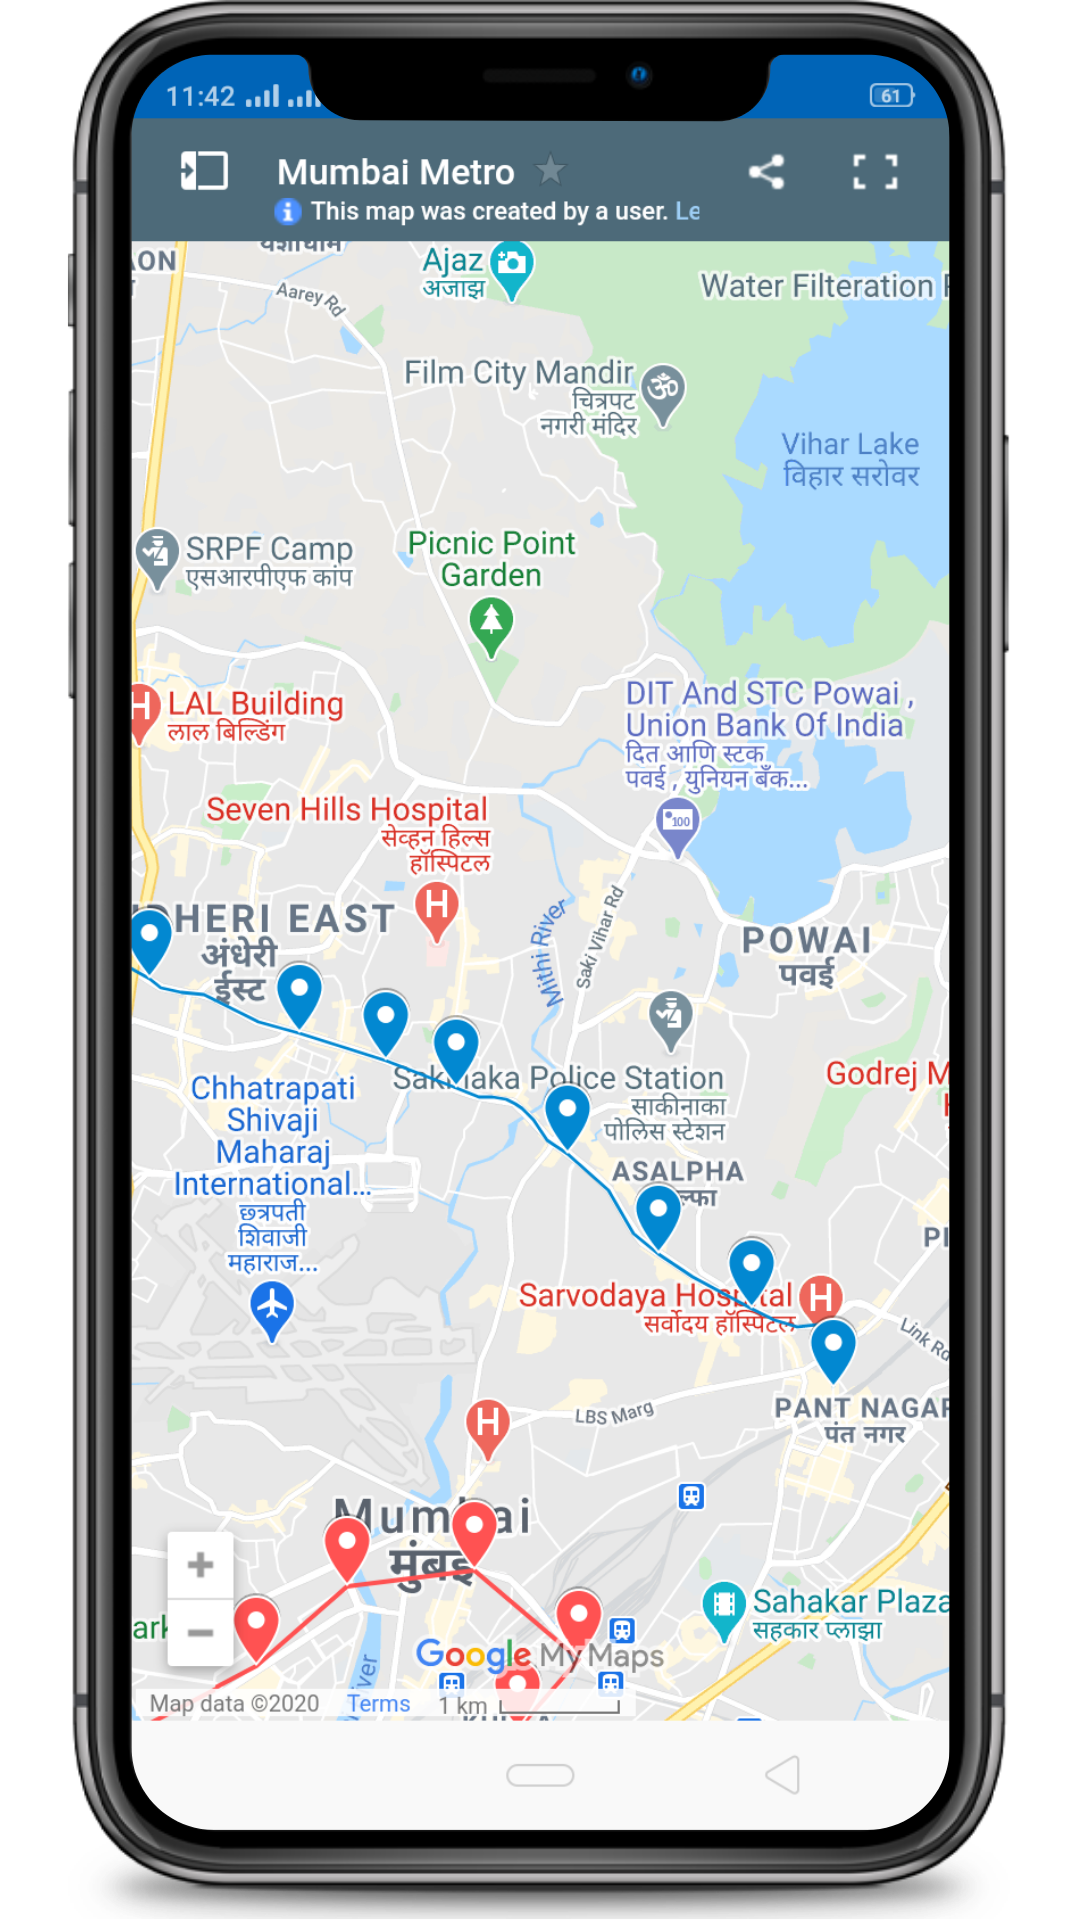 11:42
61
Mumbai Metro
This map was created by a user. Le
यशोधाम
Ajaz
अजाझ
Aarey Rd
Water Filteration
Film City Mandir
चित्रपट
नगरी मंदिर
Vihar Lake
विहार सरोवर
SRPF Camp
एसआरपीएफ कांप
Picnic Point
Garden
LAL Building
लाल बिल्डिंग
DIT And STC Powai ,
Union Bank Of India
दित आणि स्टक
पवई , युनियन बँक...
100
Seven Hills Hospital
सेव्हन हिल्स
हॉस्पिटल
H
Mithi River
Saki Vihar Rd
DHERI EAST
अंधेरी
ईस्ट
POWAI
पवई
Police Station
साकीनाका
पोलिस स्टेशन
Godrej M
Chhatrapati
Shivaji
Maharaj
International...
छत्रपती
शिवाजी
महाराज...
ASALPHA
ल्फा
Sarvodaya Hospital
सर्वोदय हॉस्पिटल
H
Link Rd
PANT NAGAR
पंत नगर
LBS Marg
H
Mumbai
मुंबई
Sahakar Plaza
सहकार प्लाझा
Google My Maps
Map data ©2020
Terms
1 km